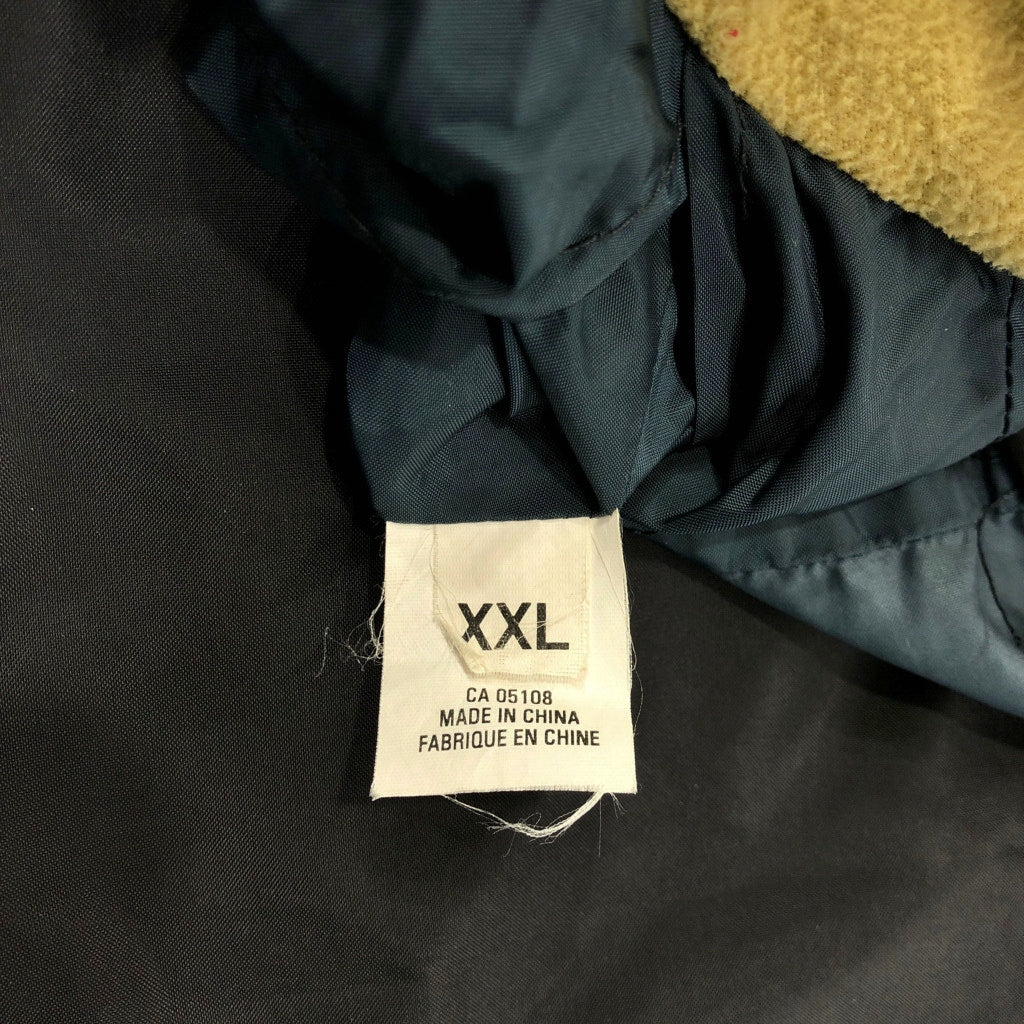 XXL
CA 05108
MADE IN CHINA
FABRIQUE EN CHINE